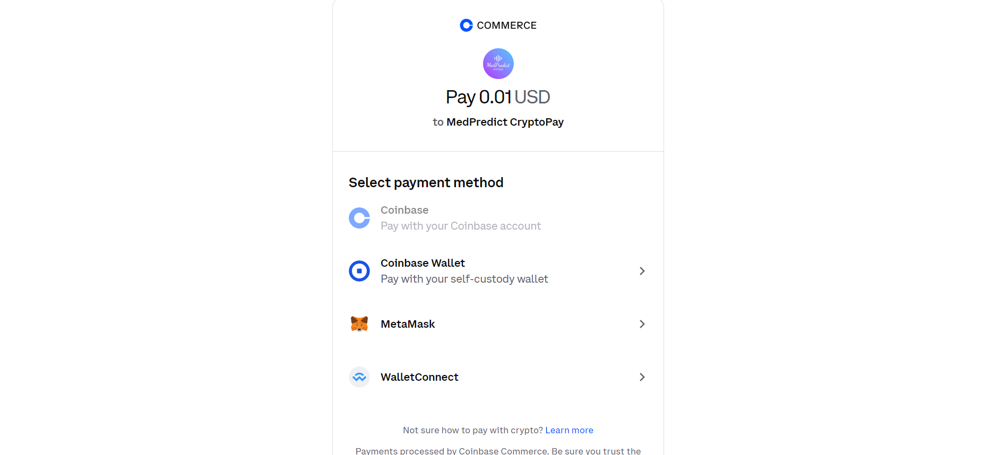 COMMERCE
MedPredict
Pay 0.01 USD
to MedPredict CryptoPay
Select payment method
Coinbase
Pay with your Coinbase account
Coinbase Wallet
Pay with your self-custody wallet
MetaMask
WalletConnect
Not sure how to pay with crypto? Learn more
Payments processed by Coinbase Commerce. Be sure you trust the